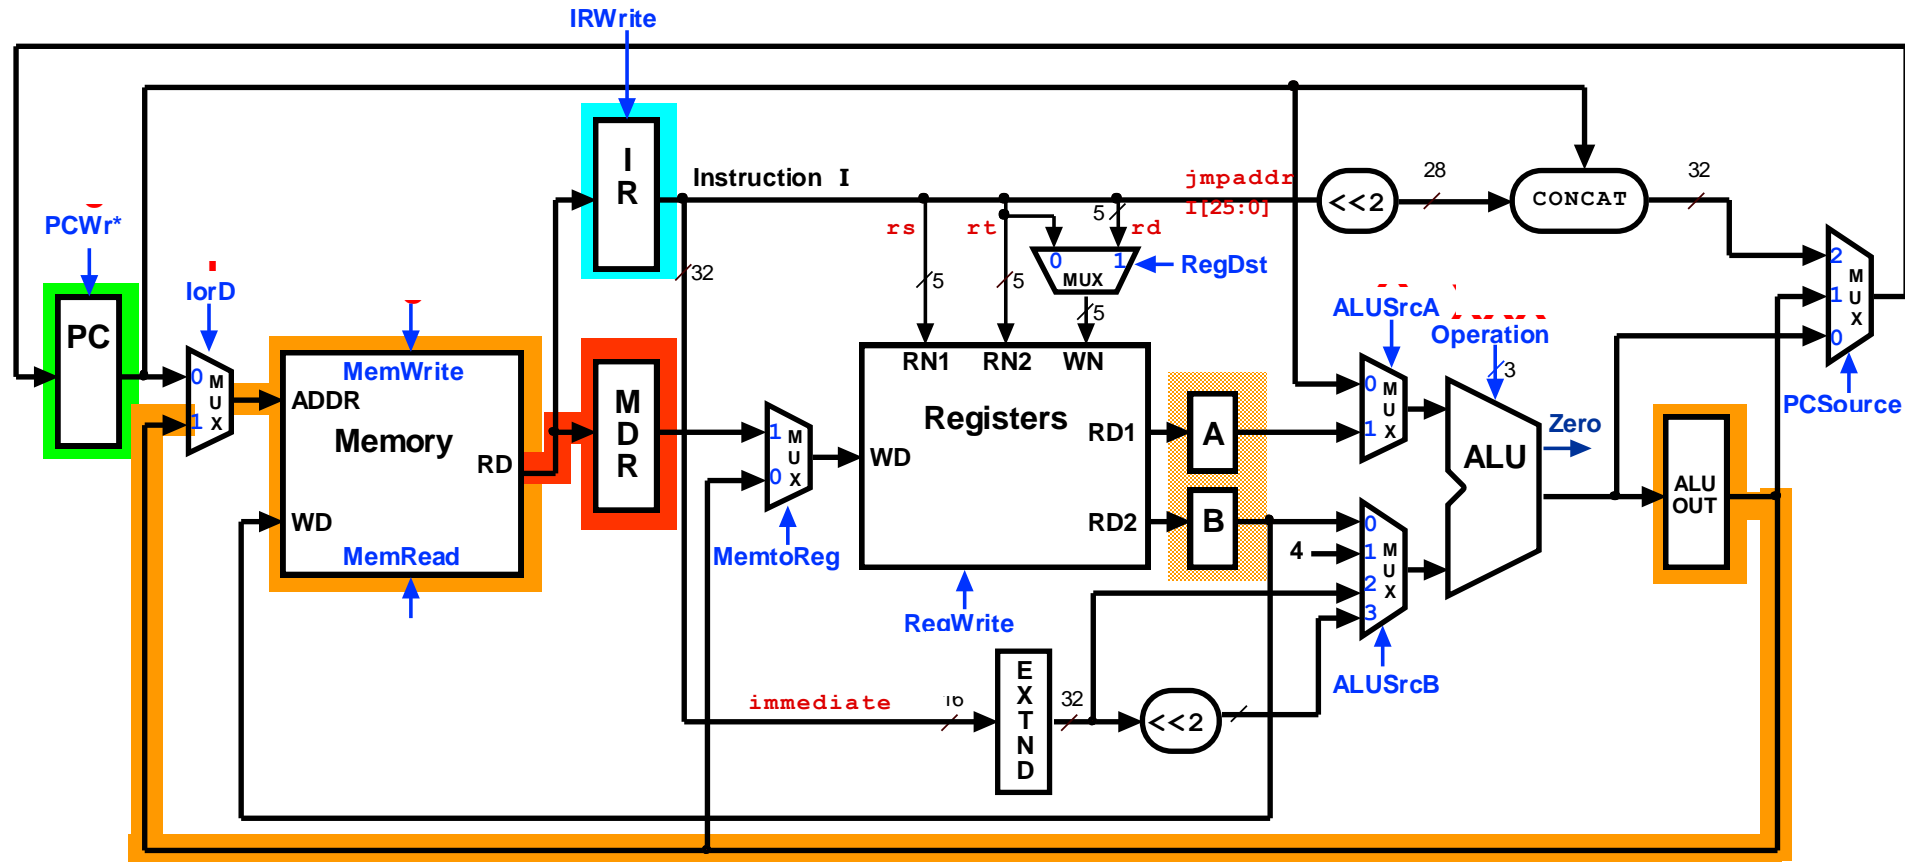 IRWrite
I
R
Instruction I
jmpaddr
I[25:0]
<<2
28
CONCAT
32
PCWr*
rs
rt
5
rd
0
1
MUX
RegDst
2
1
0
M
U
X
PCSource
IorD
32
5
5
5
PC
0
1
M
U
X
MemWrite
ADDR
Memory
RD
WD
MemRead
M
D
R
1
0
M
U
X
MemtoReg
RN1
RN2
WN
Registers
RD1
WD
RD2
RegWrite
A
B
4
ALUSrcA
0
1
M
U
X
Operation
3
ALU
Zero
ALU
OUT
0
1
2
3
M
U
X
ALUSrcB
immediate
16
E
X
T
N
D
32
<<2